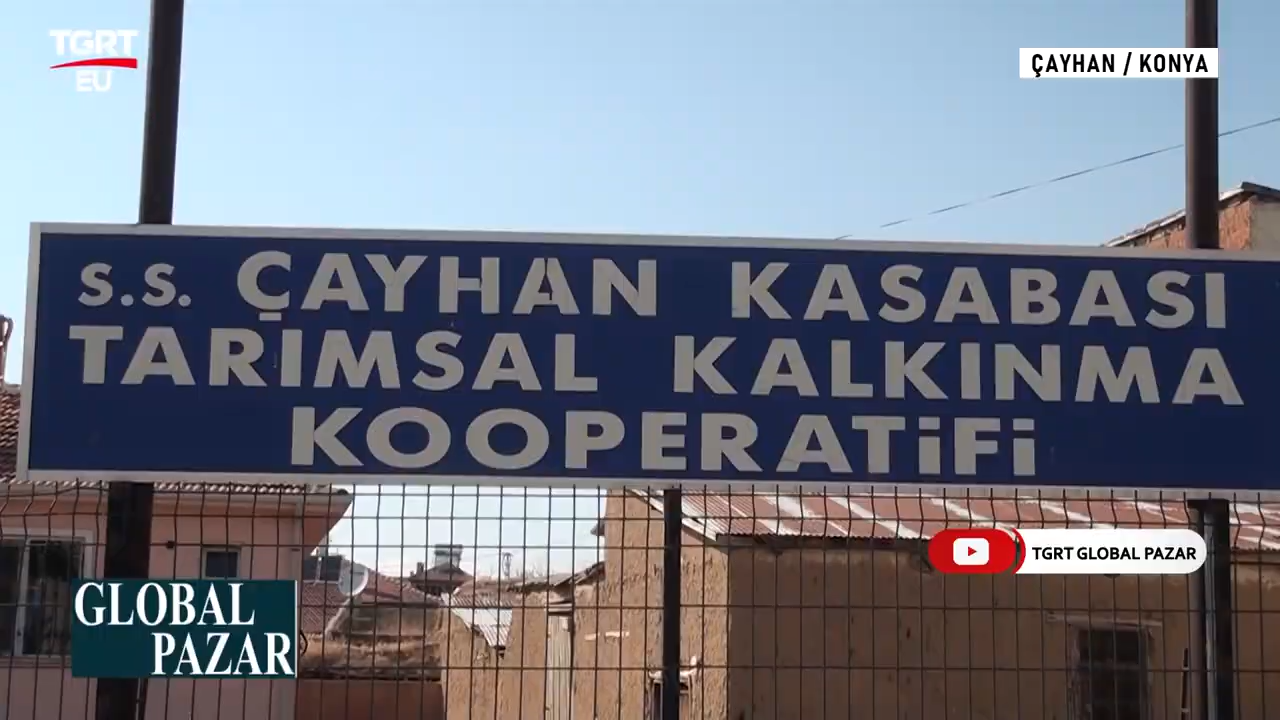 TGRT
EU
ÇAYHAN / KONYA
S.S. ÇAYHAN KASABASI
TARIMSAL KALKINMA
KOOPERATİFİ
TGRT GLOBAL PAZAR
GLOBAL
PAZAR